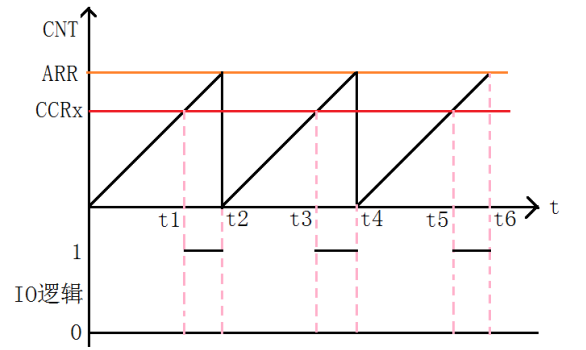 CNT
ARR
CCRx
t
t1 t2 t3 t4 t5 t6
1
IO逻辑
0